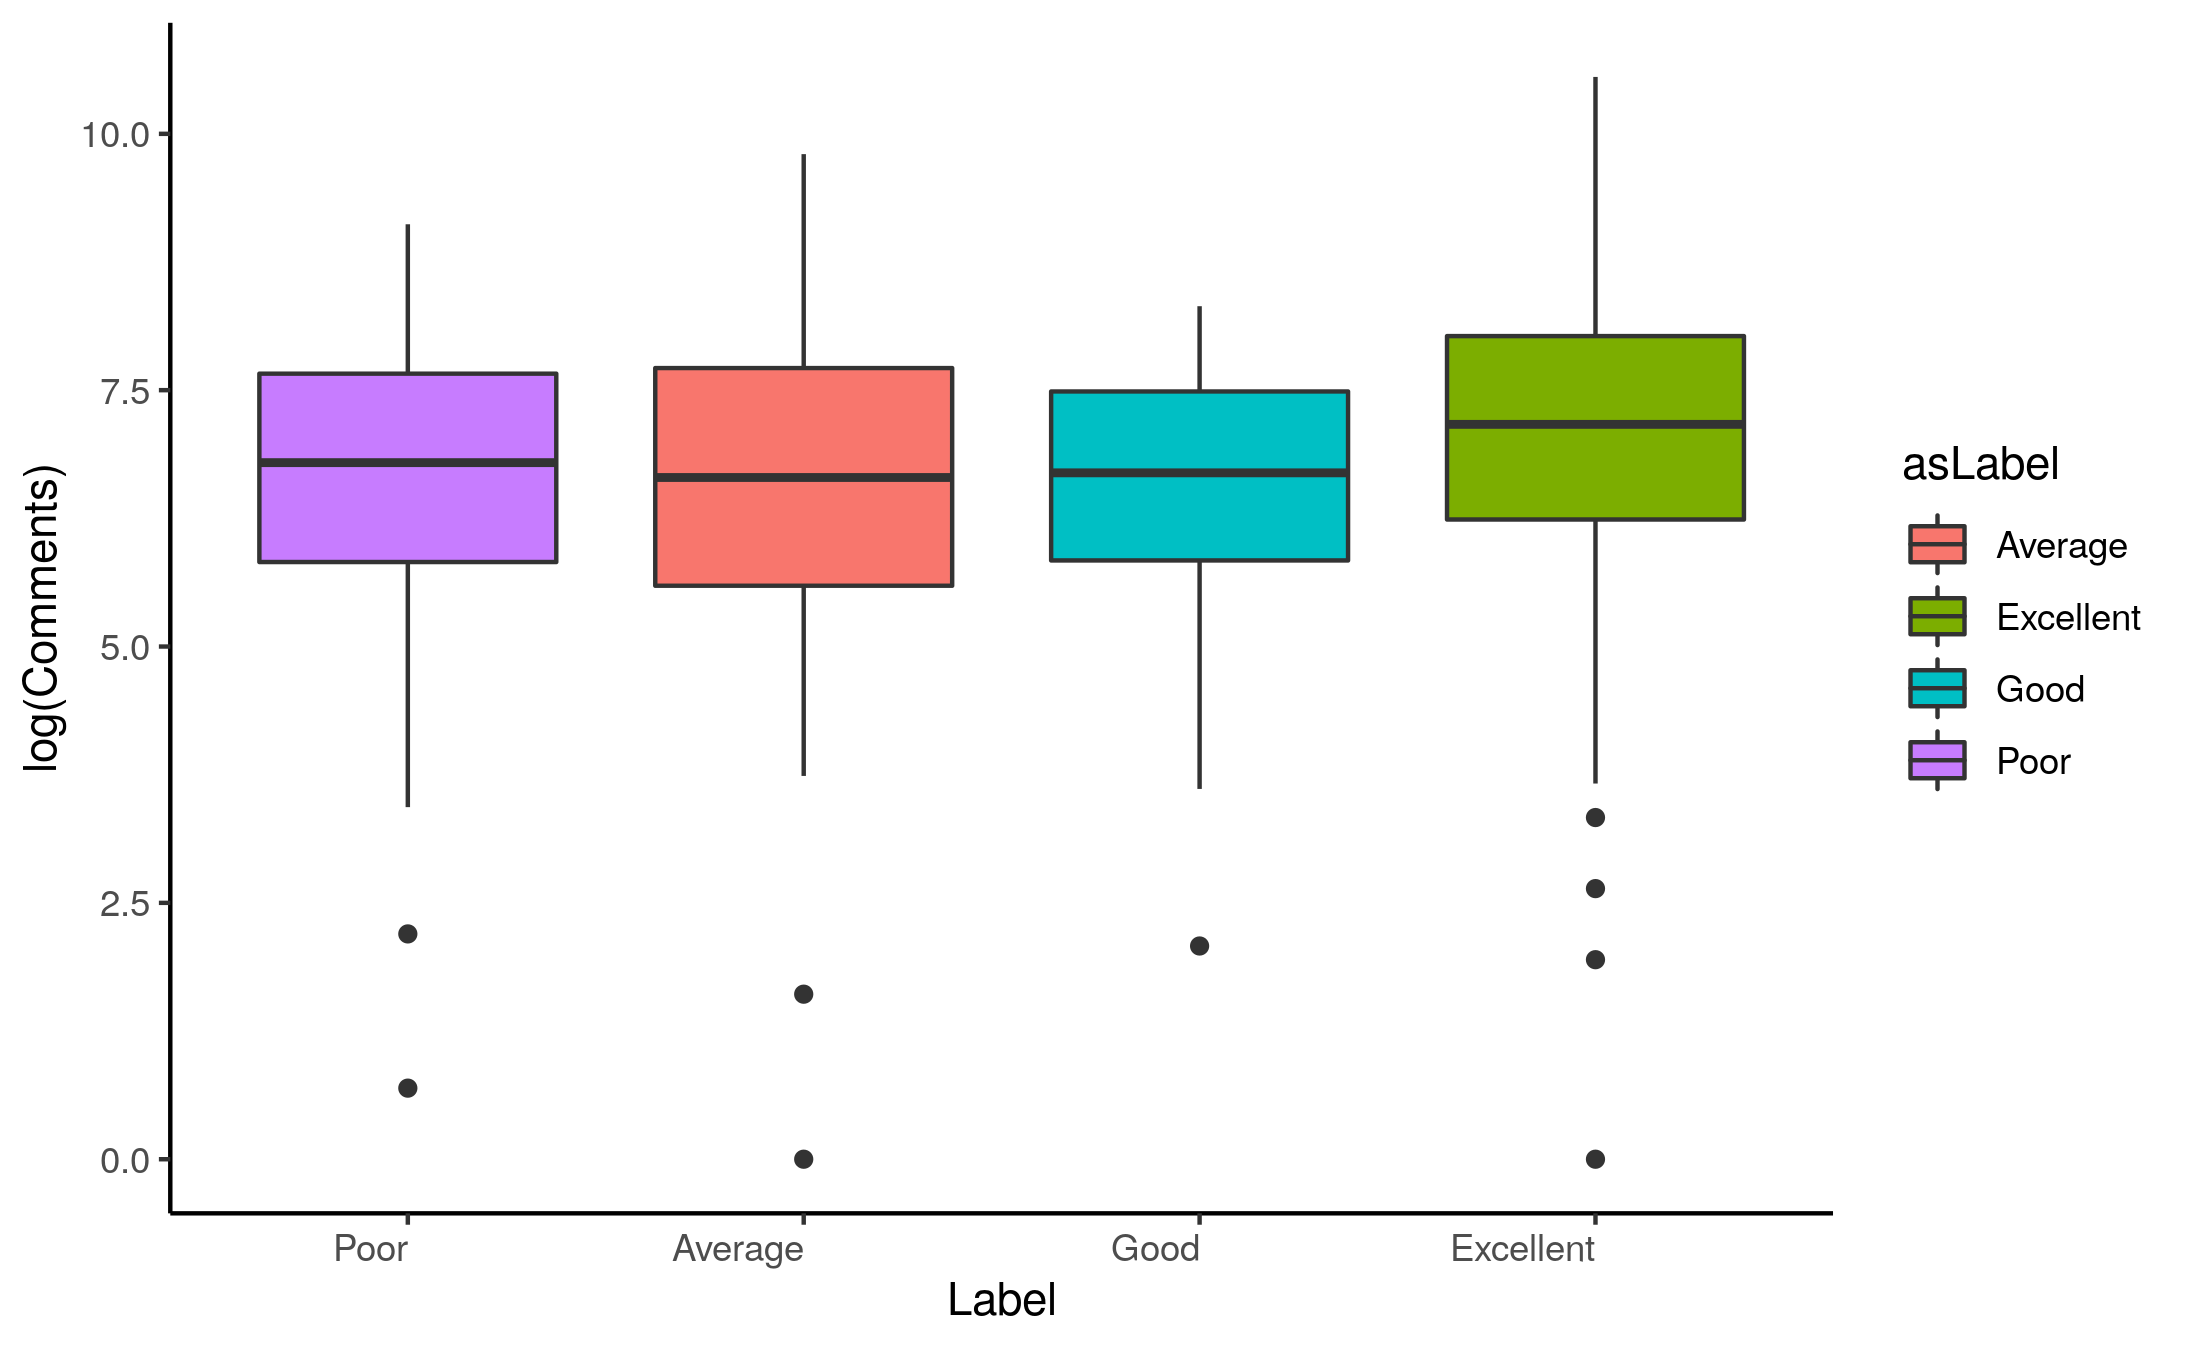 log(Comments)
10.0
7.5
5.0
2.5
0.0
Poor
Average
Good
Excellent
Label
asLabel
Average
Excellent
Good
Poor